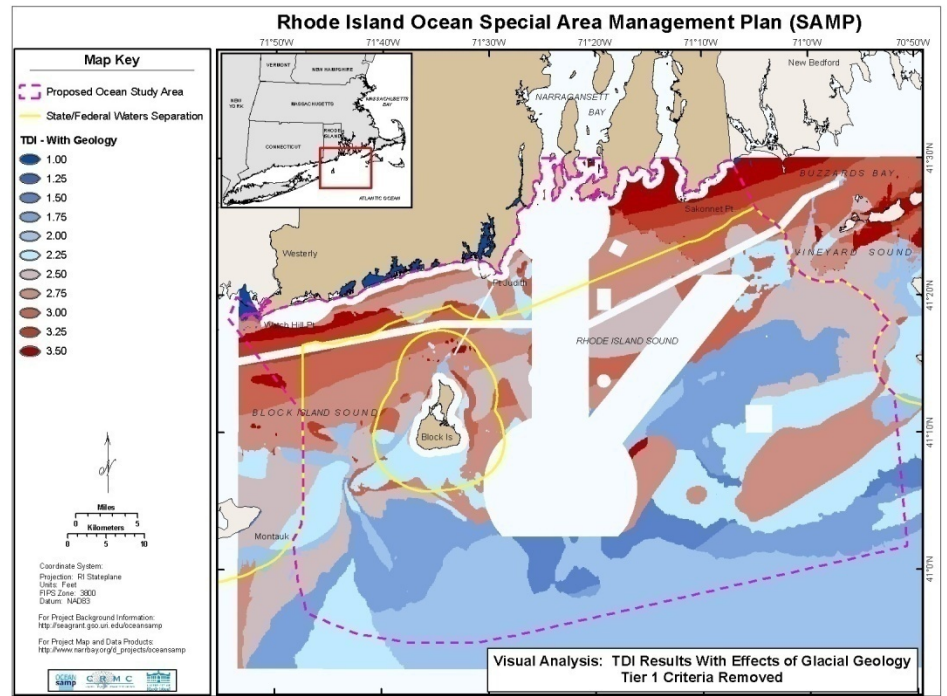 Rhode Island Ocean Special Area Management Plan (SAMP)
Map Key
Proposed Ocean Study Area
State/Federal Waters Separation
TDI - With Geology
1.00
1.25
1.50
1.75
2.00
2.25
2.50
2.75
3.00
3.25
3.50
N
Miles
0 5
Kilometers
0 5 10
Coordinate System:
Projection: RI Stateplane
Units: Feet
FIPS Zone: 3800
Datum: NAD83
For Project Background Information:
http://seagrant.gso.uri.edu/oceansamp
For Project Map and Data Products:
http://www.narrbay.org/d_projects/oceansamp
OCEAN
samp
CRMC
71°50'W
71°40'W
71°30'W
71°20'W
71°10'W
71°0'W
70°50'W
VERMONT
NEW HAMPSHIRE
NEW YORK
MASSACHUSETTS
MASSACHUSETTS
BAY
RHODE
ISLAND
CONNECTICUT
ATLANTIC OCEAN
New Bedford
NARRAGANSETT
BAY
41°30'N
BUZZARDS BAY
Sakonnet Pt.
Westerly
VINEYARD SOUND
Pt Judith
41°20'N
Watch Hill Pt.
RHODE ISLAND SOUND
BLOCK ISLAND SOUND
Block Is
41°10'N
Montauk
41°0'N
Visual Analysis: TDI Results With Effects of Glacial Geology
Tier 1 Criteria Removed